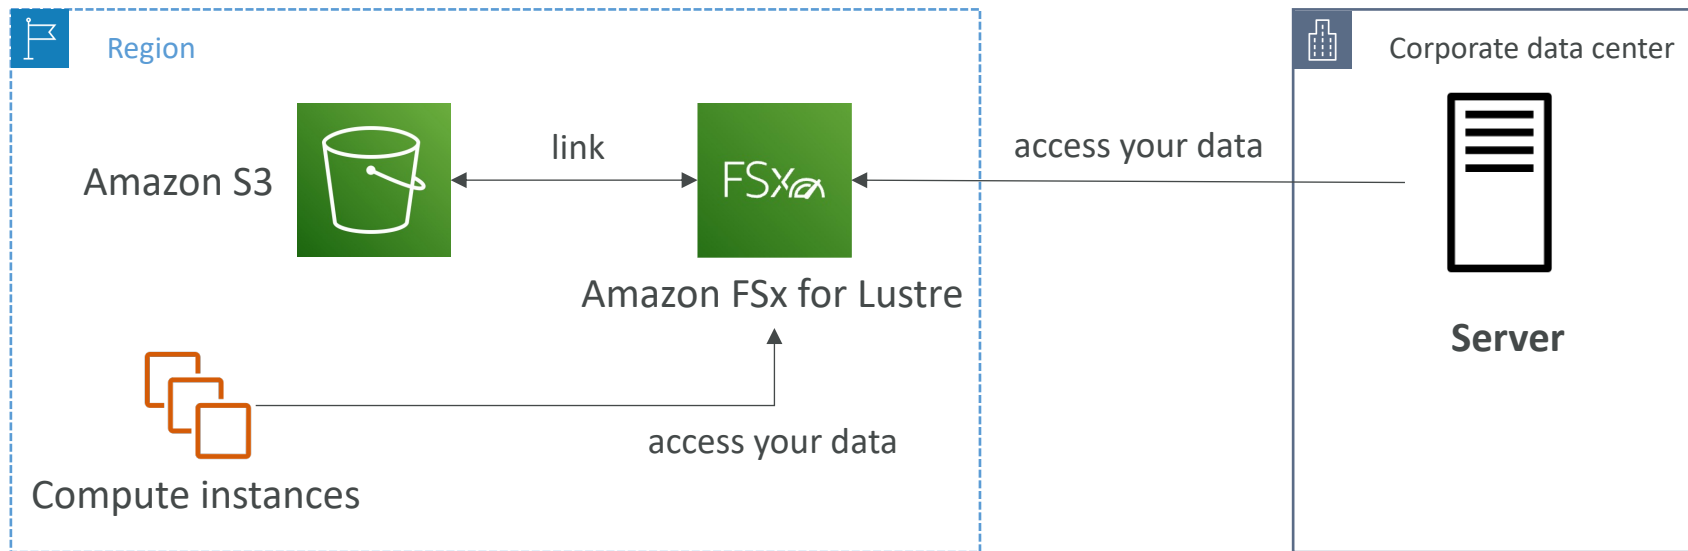 Region
Corporate data center
Amazon S3
link
FSx
access your data
Amazon FSx for Lustre
Server
access your data
Compute instances